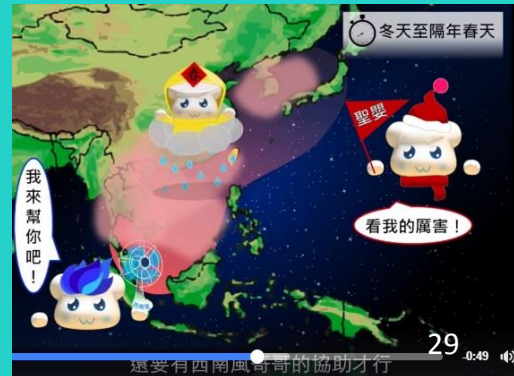 冬天至隔年春天
春
聖嬰
看我的厲害！
我來幫你吧！
29
-0:49
還要有西南風哥哥的協助才行